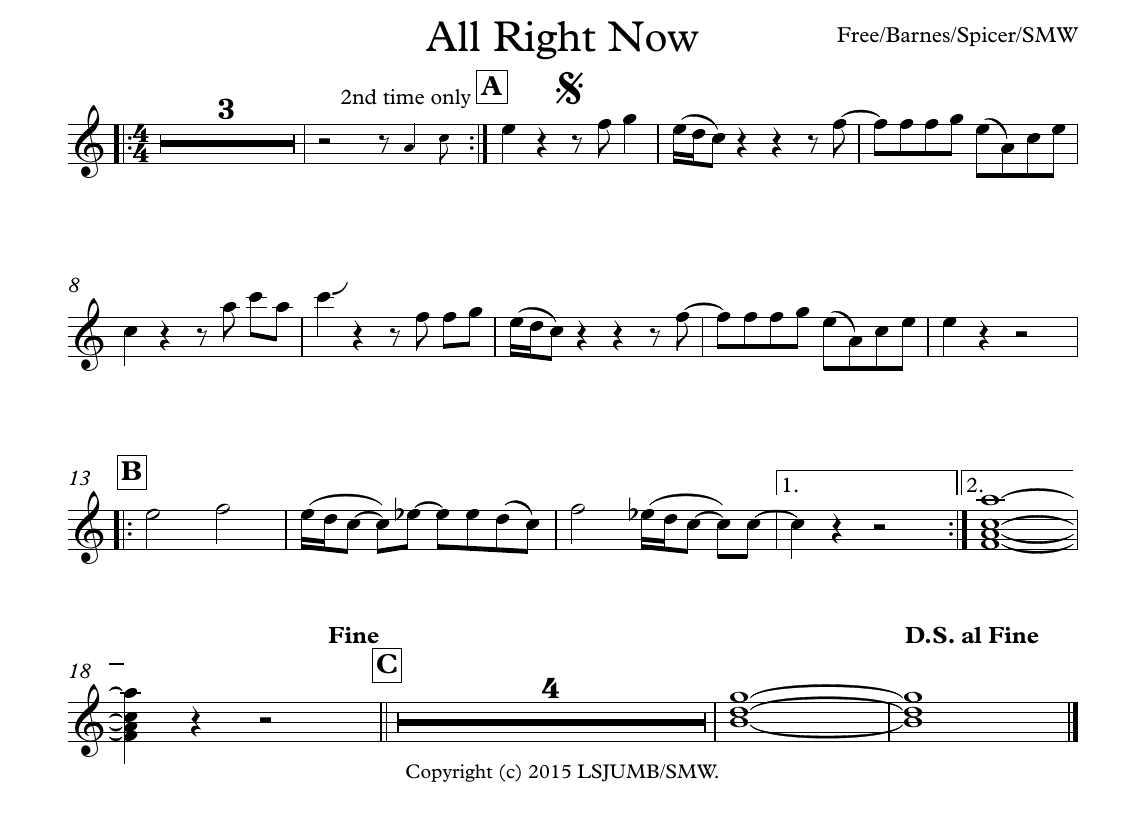 All Right Now
Free/Barnes/Spicer/SMW
3
2nd time only
A
4
4
8
13
B
1.
2.
Fine
D.S. al Fine
18
C
4
Copyright (c) 2015 LSJUMB/SMW.